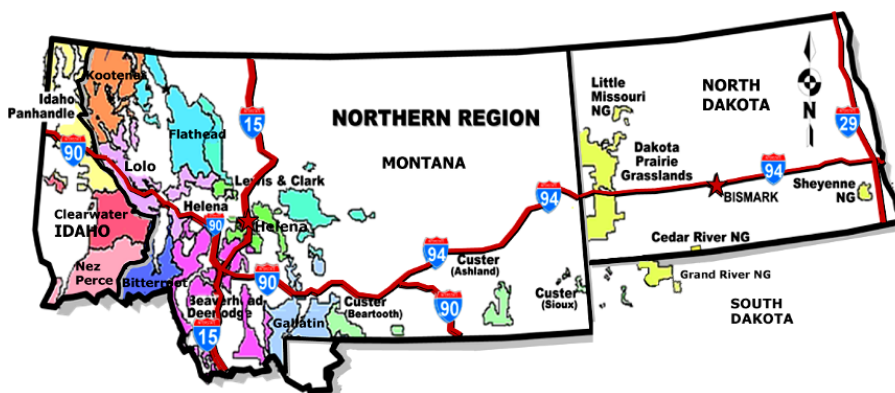 Kootenai
Idaho
Panhandle
90
Lolo
Flathead
15
Lewis & Clark
Helena
90
Helena
Clearwater
IDAHO
Nez
Perce
Bitterroot
Beaverhead
Deerlodge
15
90
Gallatin
Custer
(Beartooth)
NORTHERN REGION
MONTANA
94
94
Custer
(Ashland)
90
Custer
(Sioux)
Little
Missouri
NG
NORTH
DAKOTA
N
29
Dakota
Prairie
Grasslands
94
BISMARK
Sheyenne
NG
Cedar River NG
Grand River NG
SOUTH
DAKOTA